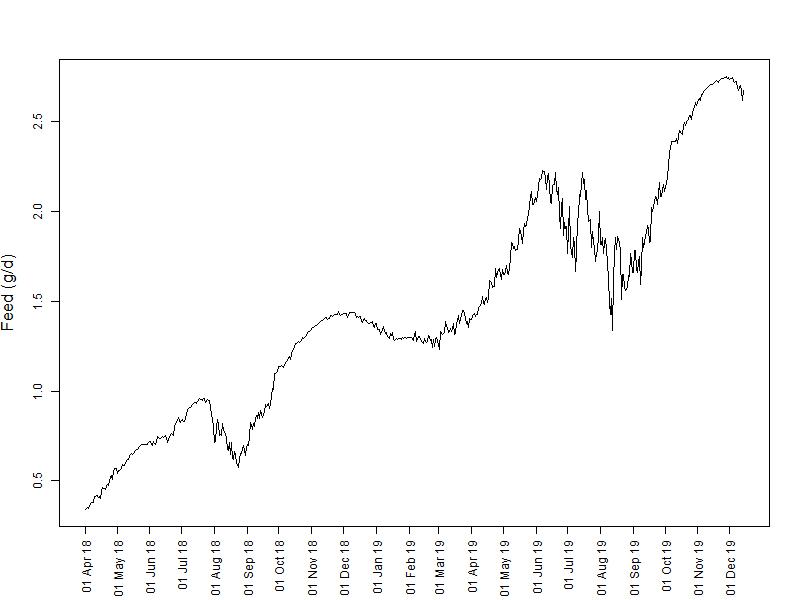 Feed (g/d)
2.5
2.0
1.5
1.0
0.5
01 Apr 18
01 May 18
01 Jun 18
01 Jul 18
01 Aug 18
01 Sep 18
01 Oct 18
01 Nov 18
01 Dec 18
01 Jan 19
01 Feb 19
01 Mar 19
01 Apr 19
01 May 19
01 Jun 19
01 Jul 19
01 Aug 19
01 Sep 19
01 Oct 19
01 Nov 19
01 Dec 19